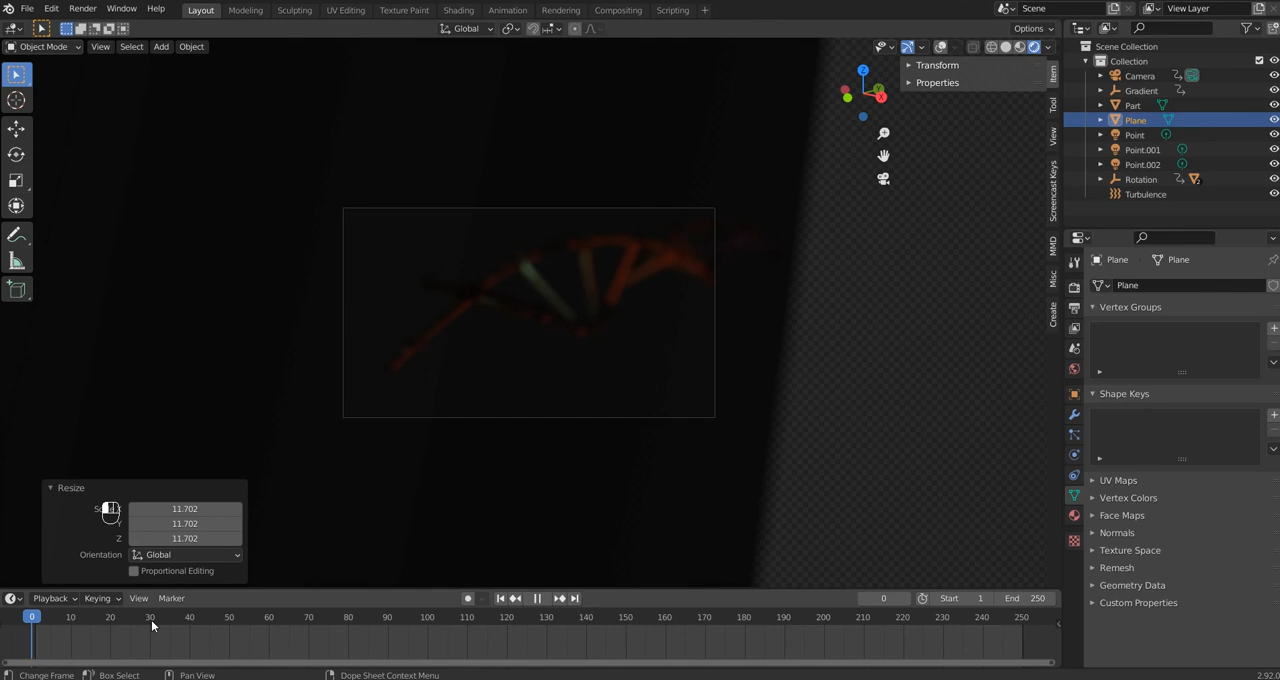 File Edit Render Window Help Layout Modeling Sculpting UV Editing Texture Paint Shading Animation Rendering Compositing Scripting + Scene View Layer
Global Options
Object Mode View Select Add Object
Scene Collection
Collection
Camera
Gradient
Part
Plane
Point
Point.001
Point.002
Rotation 2
Turbulence
Transform
Properties
Item
Tool
View
Screencast Keys
MMD
Misc
Create
Z
Y
X
Plane Plane
Plane
Vertex Groups
Shape Keys
UV Maps
Vertex Colors
Face Maps
Normals
Texture Space
Remesh
Geometry Data
Custom Properties
Resize
11.702
Y 11.702
Z 11.702
Orientation Global
Proportional Editing
Playback Keying View Marker 0 Start 1 End 250
0 10 20 30 40 50 60 70 80 90 100 110 120 130 140 150 160 170 180 190 200 210 220 230 240 250
Change Frame Box Select Pan View Dope Sheet Context Menu 2.92.0